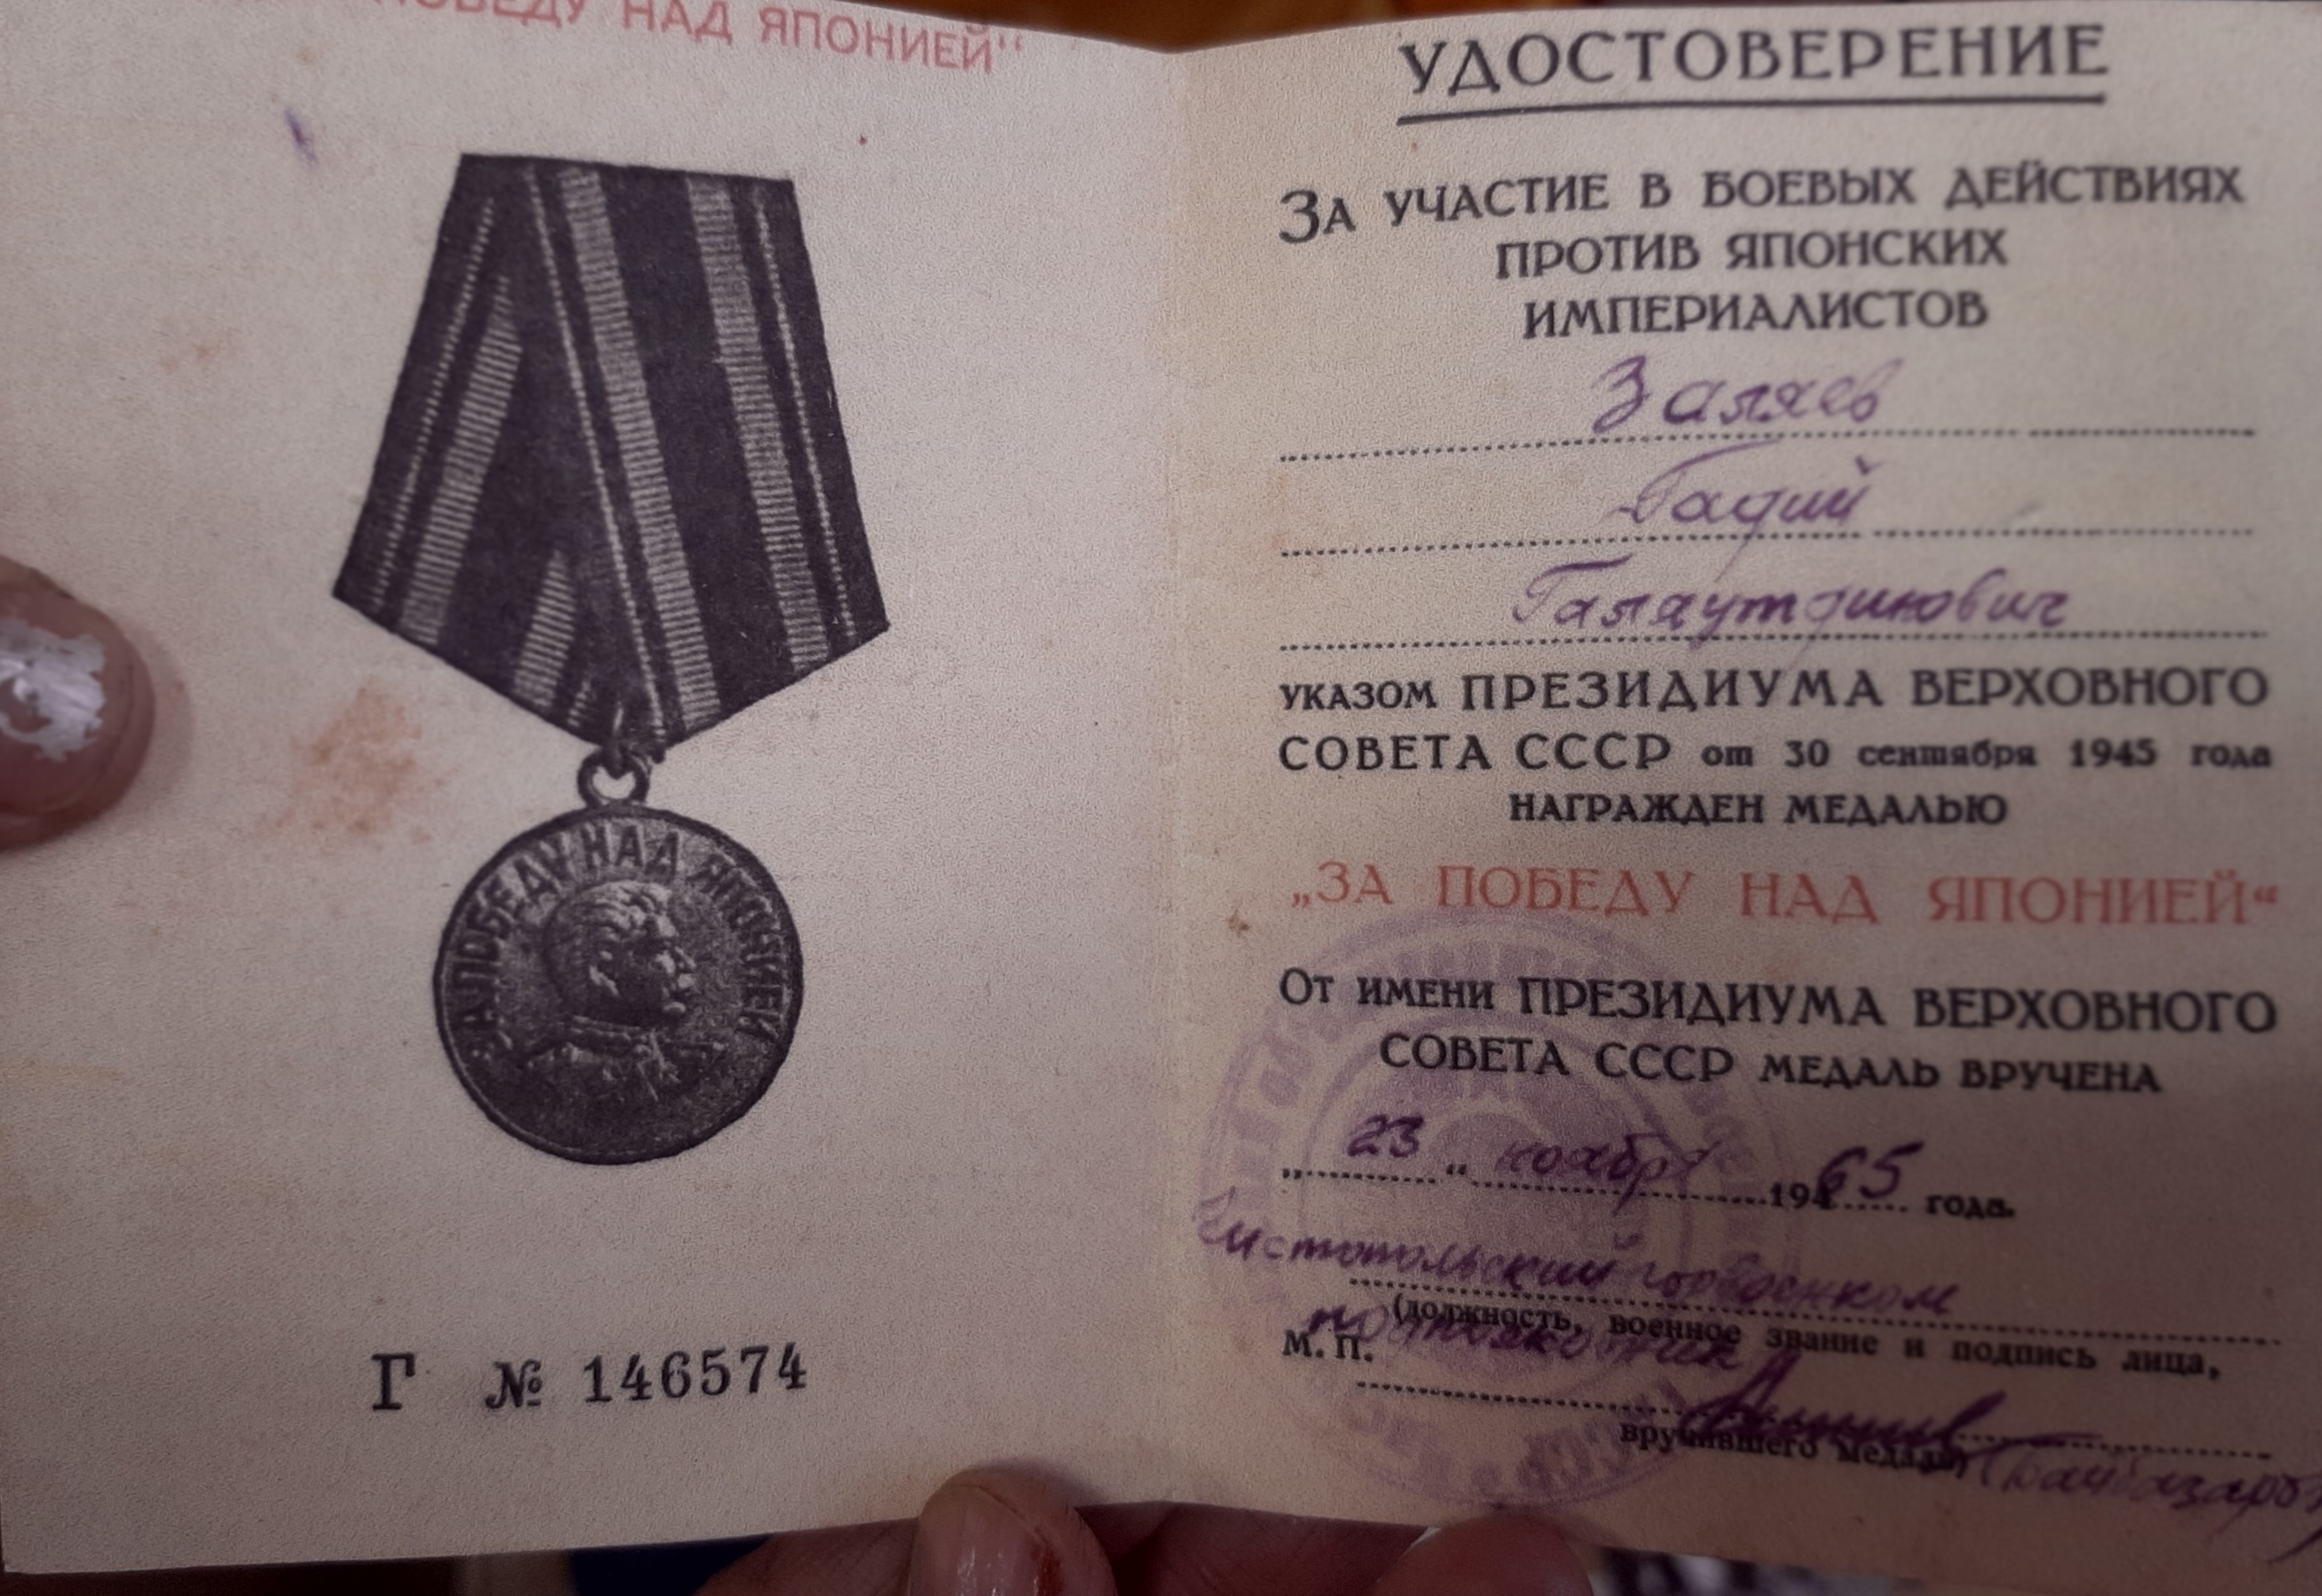 ПОБЕДУ НАД ЯПОНИЕЙ"
ЗА ПОБЕДУ НАД ЯПОНИЕЙ
Г № 146574
УДОСТОВЕРЕНИЕ
ЗА УЧАСТИЕ В БОЕВЫХ ДЕЙСТВИЯХ
ПРОТИВ ЯПОНСКИХ
ИМПЕРИАЛИСТОВ
Заляев
Гадий
Галяутдинович
УКАЗОМ ПРЕЗИДИУМА ВЕРХОВНОГО
СОВЕТА СССР от 30 сентября 1945 года
НАГРАЖДЕН МЕДАЛЬЮ
„ЗА ПОБЕДУ НАД ЯПОНИЕЙ“
ОТ ИМЕНИ ПРЕЗИДИУМА ВЕРХОВНОГО
СОВЕТА СССР МЕДАЛЬ ВРУЧЕНА
„23“ ноября 1965 года.
Чистопольский горвоенком
(должность, военное звание и подпись лица,
подполковник
М. П.
вручившего медаль)